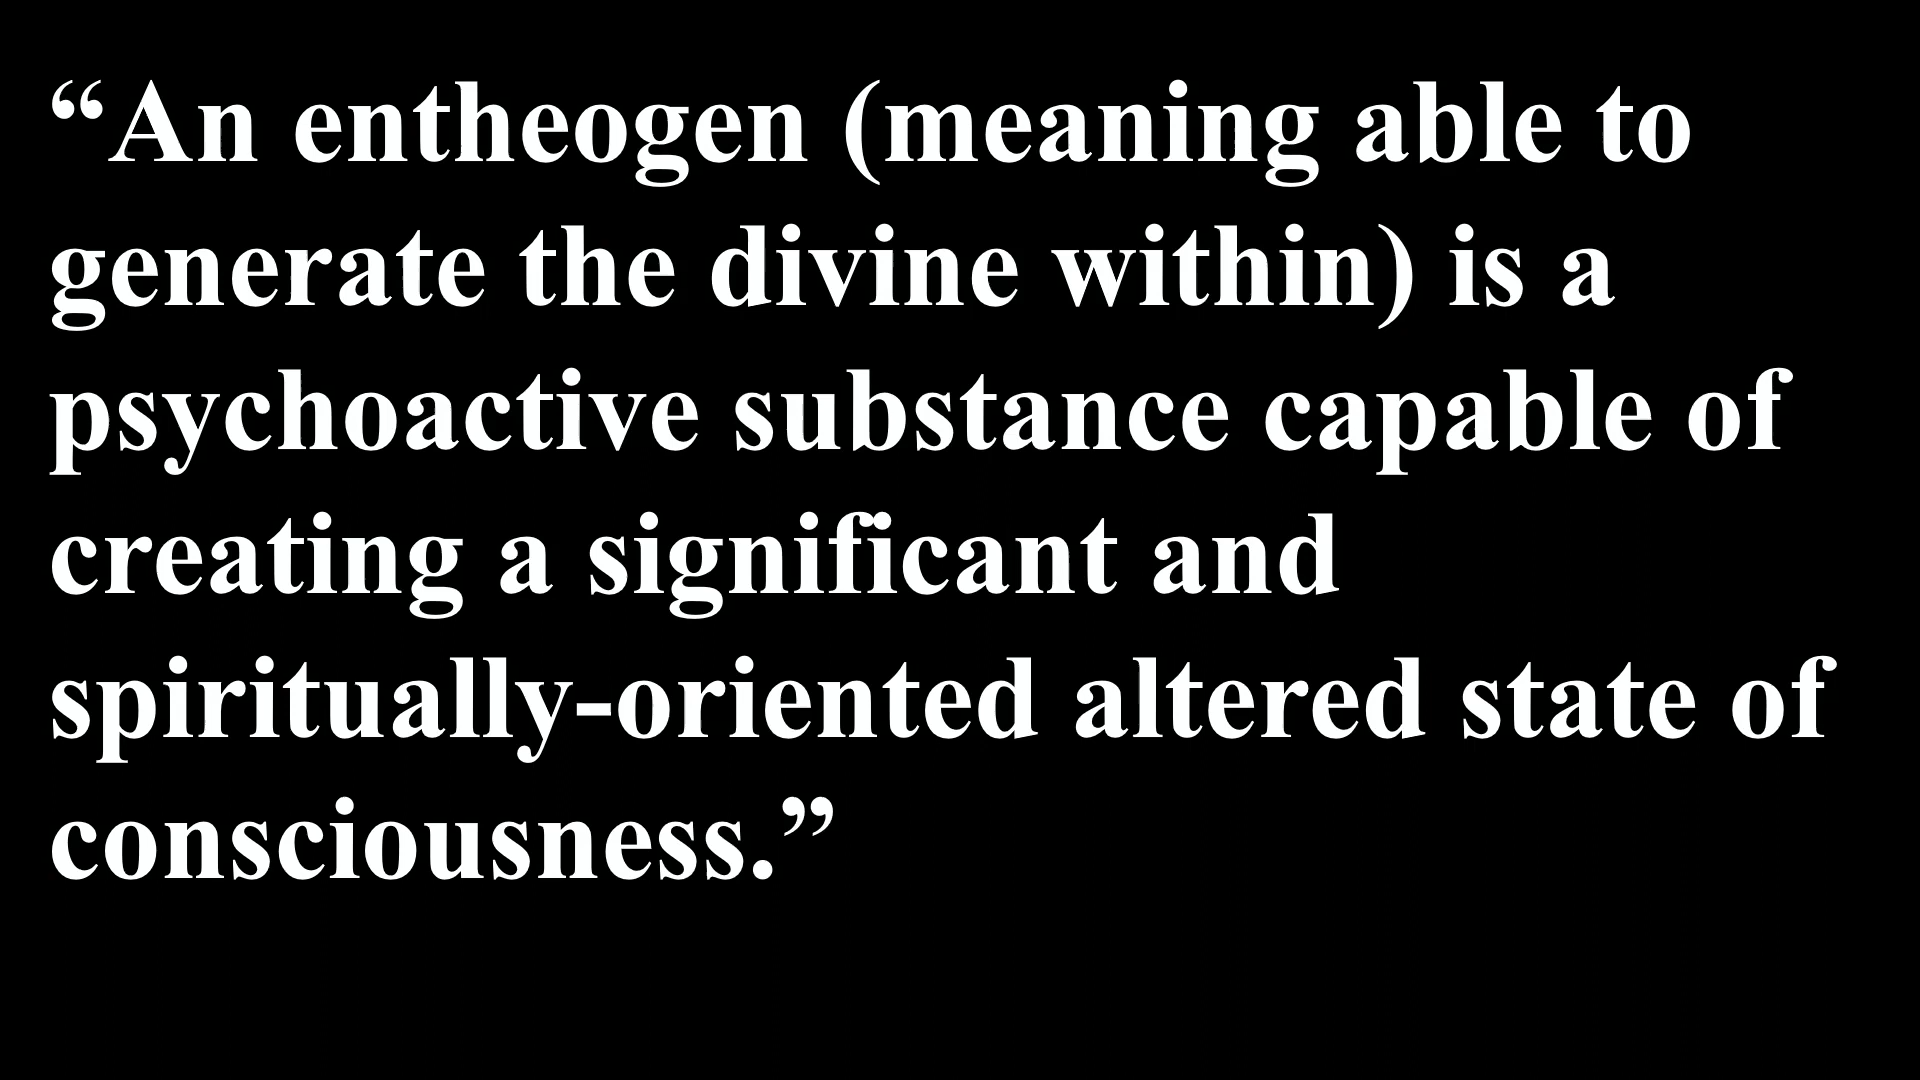 “An entheogen (meaning able to
generate the divine within) is a
psychoactive substance capable of
creating a significant and
spiritually-oriented altered state of
consciousness.”